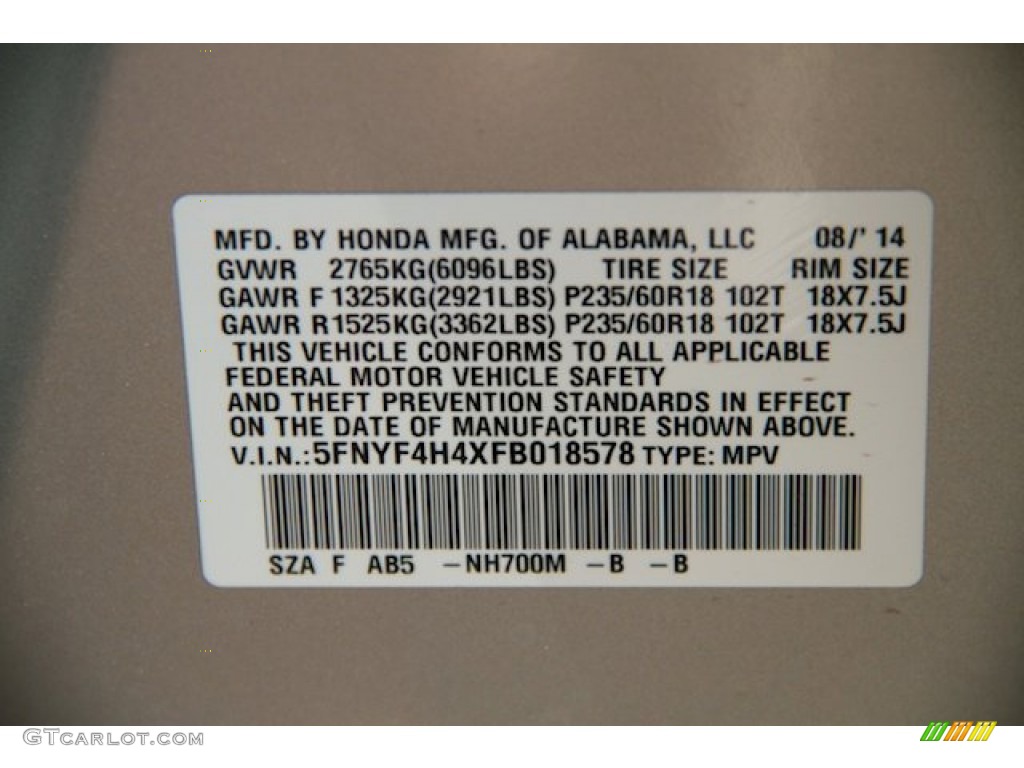 MFD. BY HONDA MFG. OF ALABAMA, LLC 08/' 14
GVWR 2765KG(6096LBS) TIRE SIZE RIM SIZE
GAWR F 1325KG(2921LBS) P235/60R18 102T 18X7.5J
GAWR R1525KG(3362LBS) P235/60R18 102T 18X7.5J
THIS VEHICLE CONFORMS TO ALL APPLICABLE
FEDERAL MOTOR VEHICLE SAFETY
AND THEFT PREVENTION STANDARDS IN EFFECT
ON THE DATE OF MANUFACTURE SHOWN ABOVE.
V.I.N.:5FNYF4H4XFB018578 TYPE: MPV
SZA F AB5 -NH700M -B -B
GTCARLOT.COM